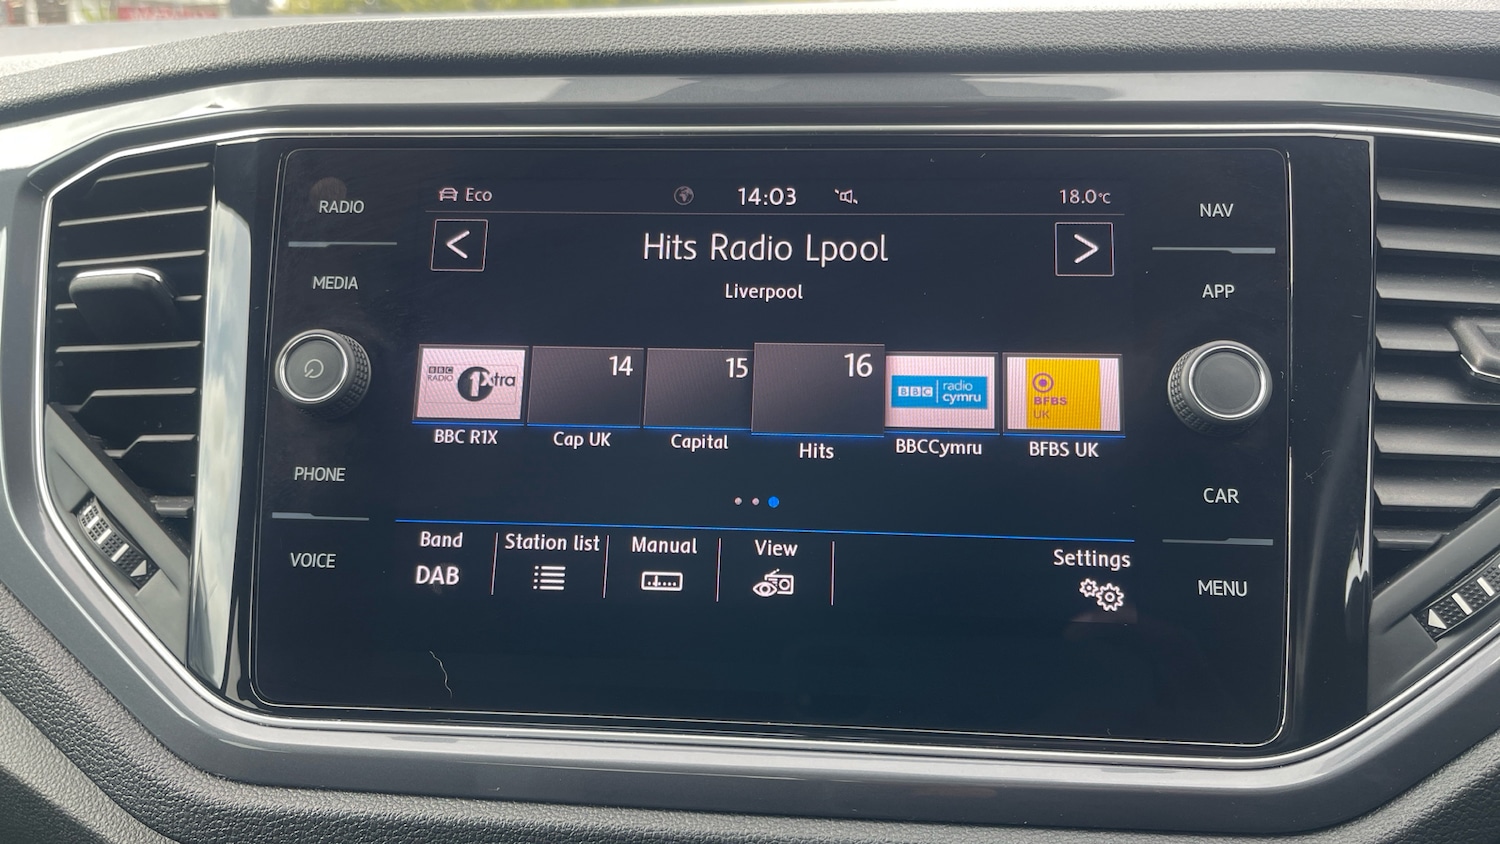 RADIO
MEDIA
PHONE
VOICE
Eco
14:03
18.0°C
<
Hits Radio Lpool
>
Liverpool
BBC
RADIO
1Xtra
14
15
16
BBC radio
cymru
BFBS
UK
BBC R1X
Cap UK
Capital
Hits
BBCCymru
BFBS UK
Band
DAB
Station list
Manual
View
Settings
NAV
APP
CAR
MENU